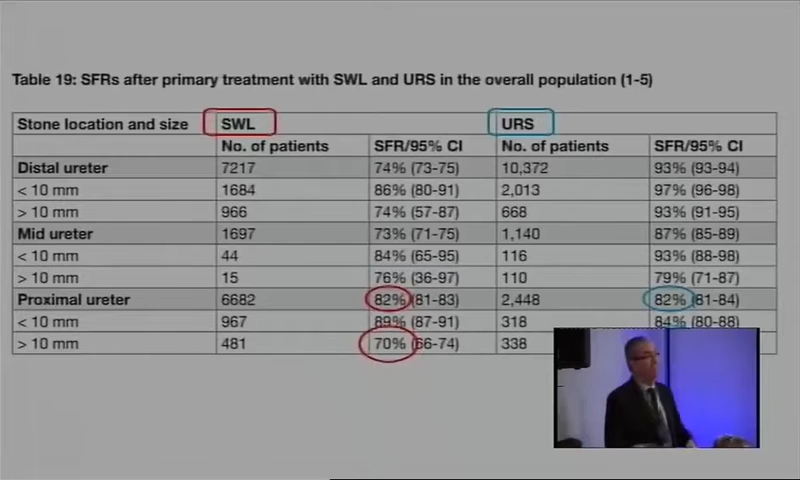 Table 19: SFRs after primary treatment with SWL and URS in the overall population (1-5)
Stone location and size SWL URS
No. of patients SFR/95% CI No. of patients SFR/95% CI
Distal ureter 7217 74% (73-75) 10,372 93% (93-94)
< 10 mm 1684 86% (80-91) 2,013 97% (96-98)
> 10 mm 966 74% (57-87) 668 93% (91-95)
Mid ureter 1697 73% (71-75) 1,140 87% (85-89)
< 10 mm 44 84% (65-95) 116 93% (88-98)
> 10 mm 15 76% (36-97) 110 79% (71-87)
Proximal ureter 6682 82% (81-83) 2,448 82% (81-84)
< 10 mm 967 89% (87-91) 318 84% (80-88)
> 10 mm 481 70% (66-74) 338